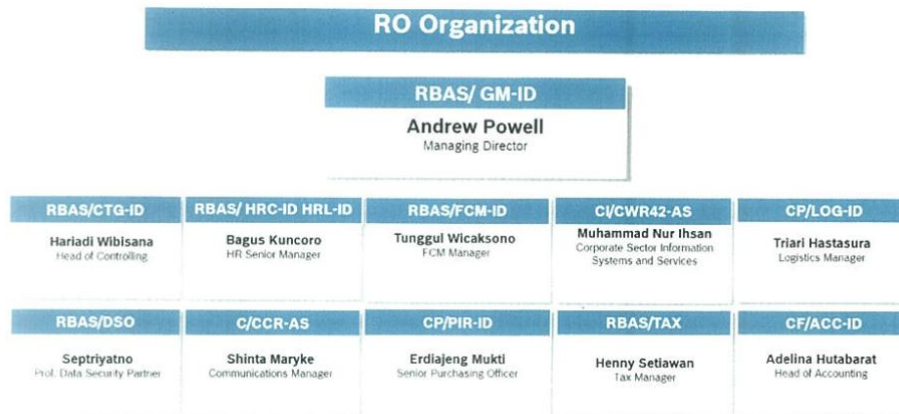 RO Organization
RBAS/ GM-ID
Andrew Powell
Managing Director
RBAS/CTG-ID
Hariadi Wibisana
Head of Controlling
RBAS/ HRC-ID HRL-ID
Bagus Kuncoro
HR Senior Manager
RBAS/FCM-ID
Tunggul Wicaksono
FCM Manager
CI/CWR42-AS
Muhammad Nur Ihsan
Corporate Sector Information
Systems and Services
CP/LOG-ID
Triari Hastasura
Logistics Manager
RBAS/DSO
Septriyatno
Prof. Data Security Partner
C/CCR-AS
Shinta Maryke
Communications Manager
CP/PIR-ID
Erdiajeng Mukti
Senior Purchasing Officer
RBAS/TAX
Henny Setiawan
Tax Manager
CF/ACC-ID
Adelina Hutabarat
Head of Accounting